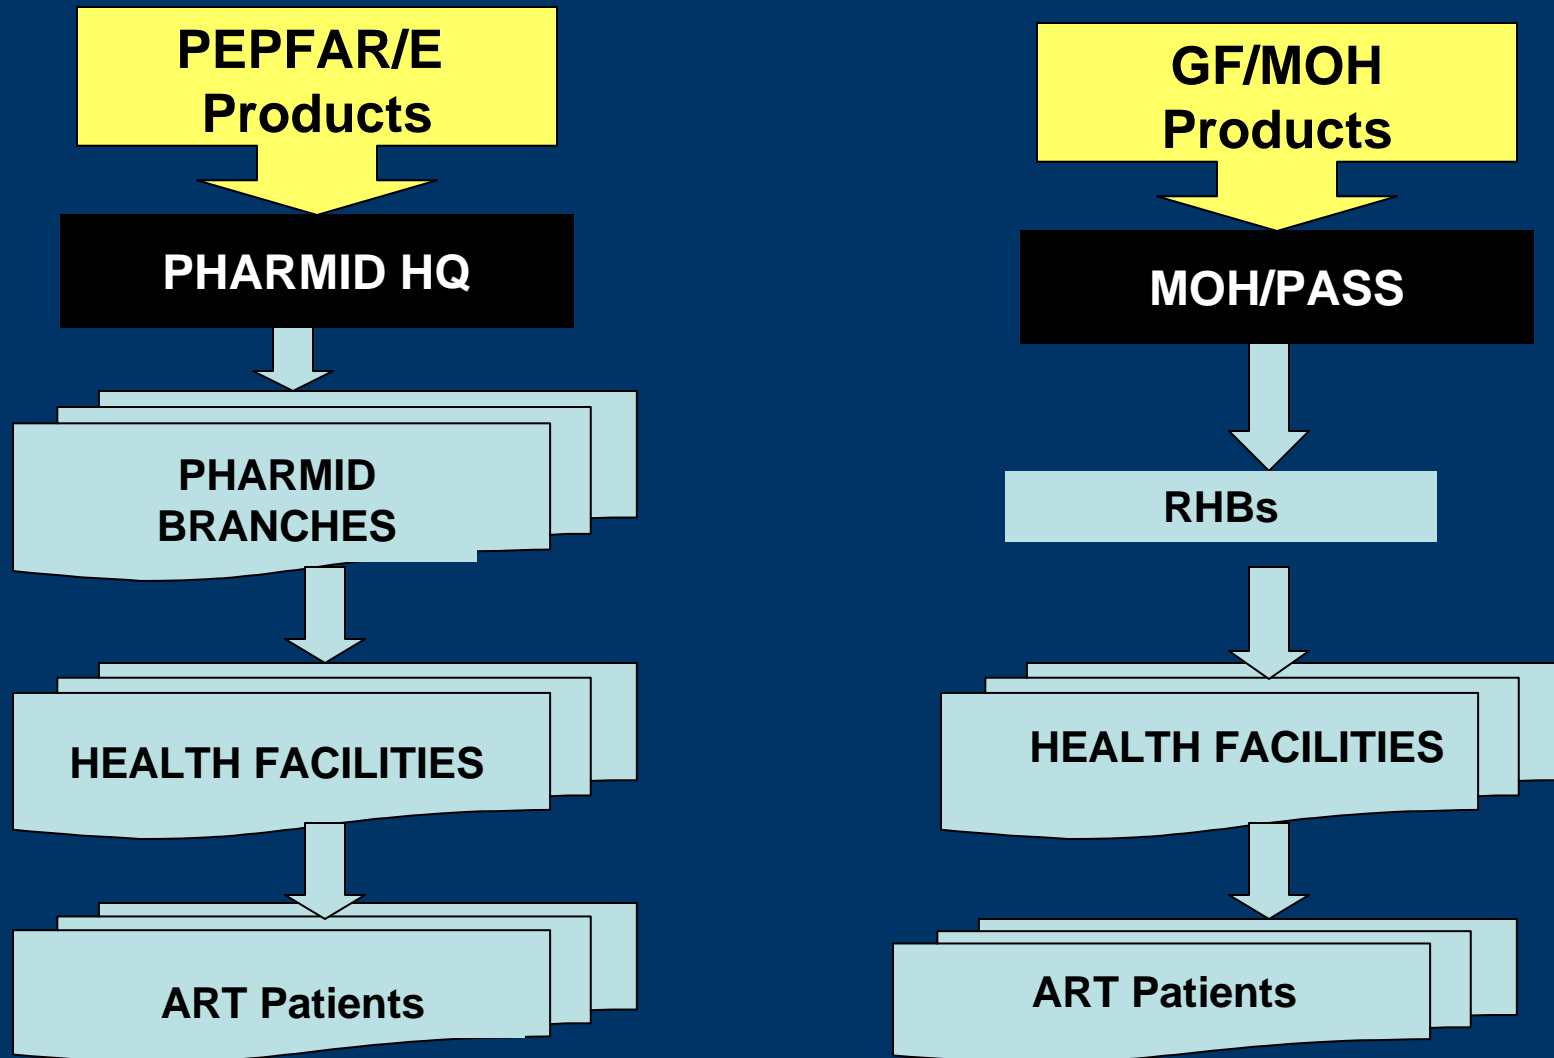 PEPFAR/E
Products
PHARMID HQ
PHARMID
BRANCHES
HEALTH FACILITIES
ART Patients
GF/MOH
Products
MOH/PASS
RHBs
HEALTH FACILITIES
ART Patients